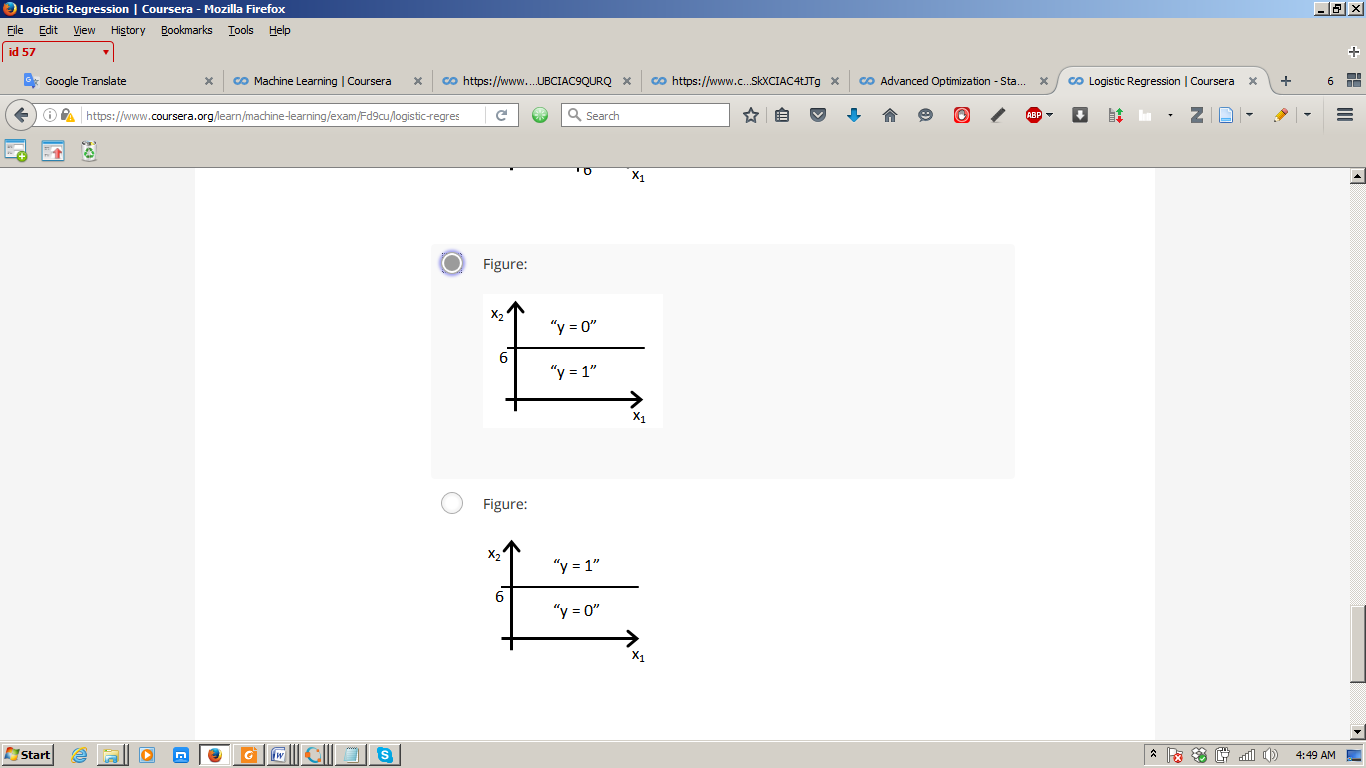 Logistic Regression | Coursera - Mozilla Firefox
File Edit View History Bookmarks Tools Help
id 57
Google Translate
Machine Learning | Coursera
https://www....UBCIAC9QURQ
https://www.c...SkXCIAC4tJTg
Advanced Optimization - Sta...
Logistic Regression | Coursera
6
https://www.coursera.org/learn/machine-learning/exam/Fd9cu/logistic-regres
Search
ABP
6
x1
Figure:
x2
“y = 0”
6
“y = 1”
x1
Figure:
x2
“y = 1”
6
“y = 0”
x1
Start
4:49 AM